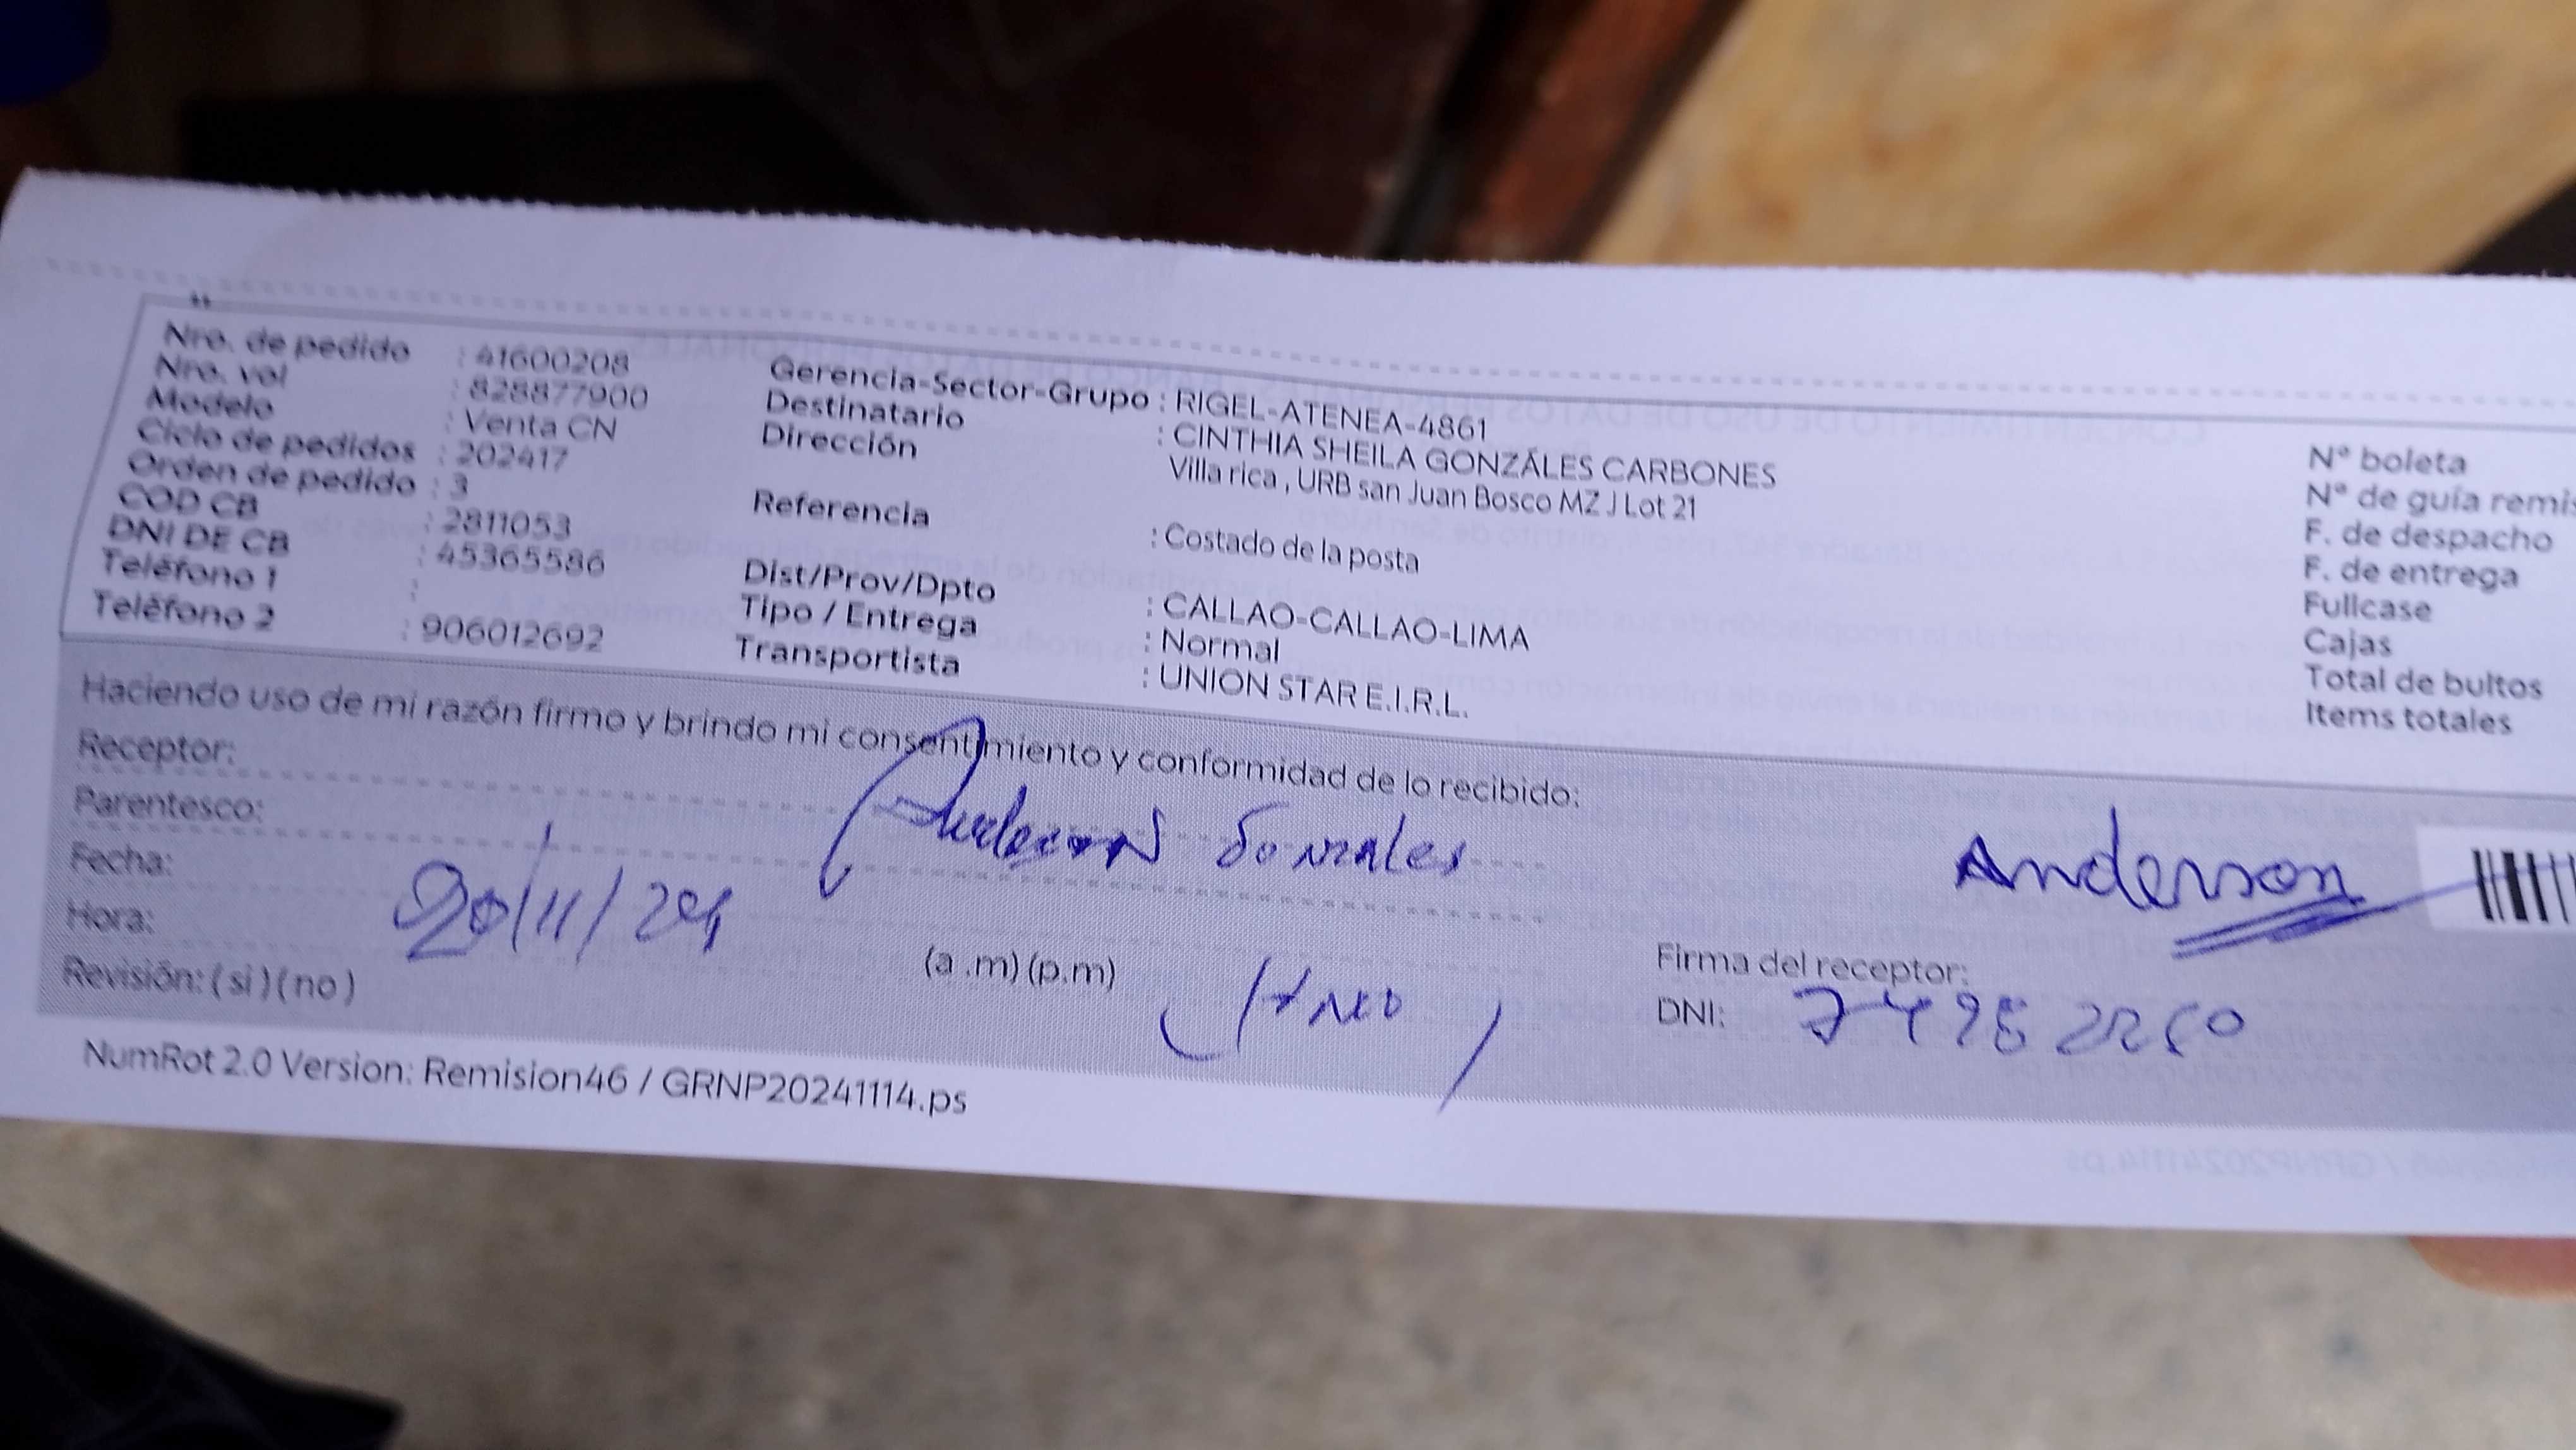 Nro. de pedido : 41600208
Nro. vol : 828877900
Modelo : Venta CN
Ciclo de pedidos : 202417
Orden de pedido : 3
COD CB : 2811053
DNI DE CB : 45365586
Teléfono 1 :
Teléfono 2 : 906012692
Gerencia-Sector-Grupo : RIGEL-ATENEA-4861
Destinatario : CINTHIA SHEILA GONZÁLES CARBONES
Dirección Villa rica , URB san Juan Bosco MZ J Lot 21
Referencia : Costado de la posta
Dist/Prov/Dpto : CALLAO-CALLAO-LIMA
Tipo / Entrega : Normal
Transportista : UNION STAR E.I.R.L.
N° boleta
N° de guía remis
F. de despacho
F. de entrega
Fullcase
Cajas
Total de bultos
Items totales
Haciendo uso de mi razón firmo y brindo mi consentimiento y conformidad de lo recibido:
Receptor: Anderson Gonzales
Parentesco:
Fecha: 20/11/24
Hora: (a .m) (p.m)
Revisión: ( si ) ( no )
Anderson
Firma del receptor:
DNI:
NumRot 2.0 Version: Remision46 / GRNP20241114.ps